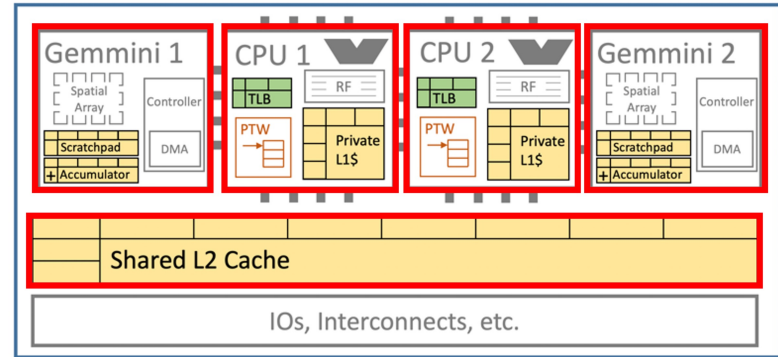 Gemmini 1
Spatial
Array
Controller
Scratchpad
+ Accumulator
DMA
CPU 1
TLB
RF
PTW
Private
L1$
CPU 2
TLB
RF
PTW
Private
L1$
Gemmini 2
Spatial
Array
Controller
Scratchpad
+ Accumulator
DMA
Shared L2 Cache
IOs, Interconnects, etc.